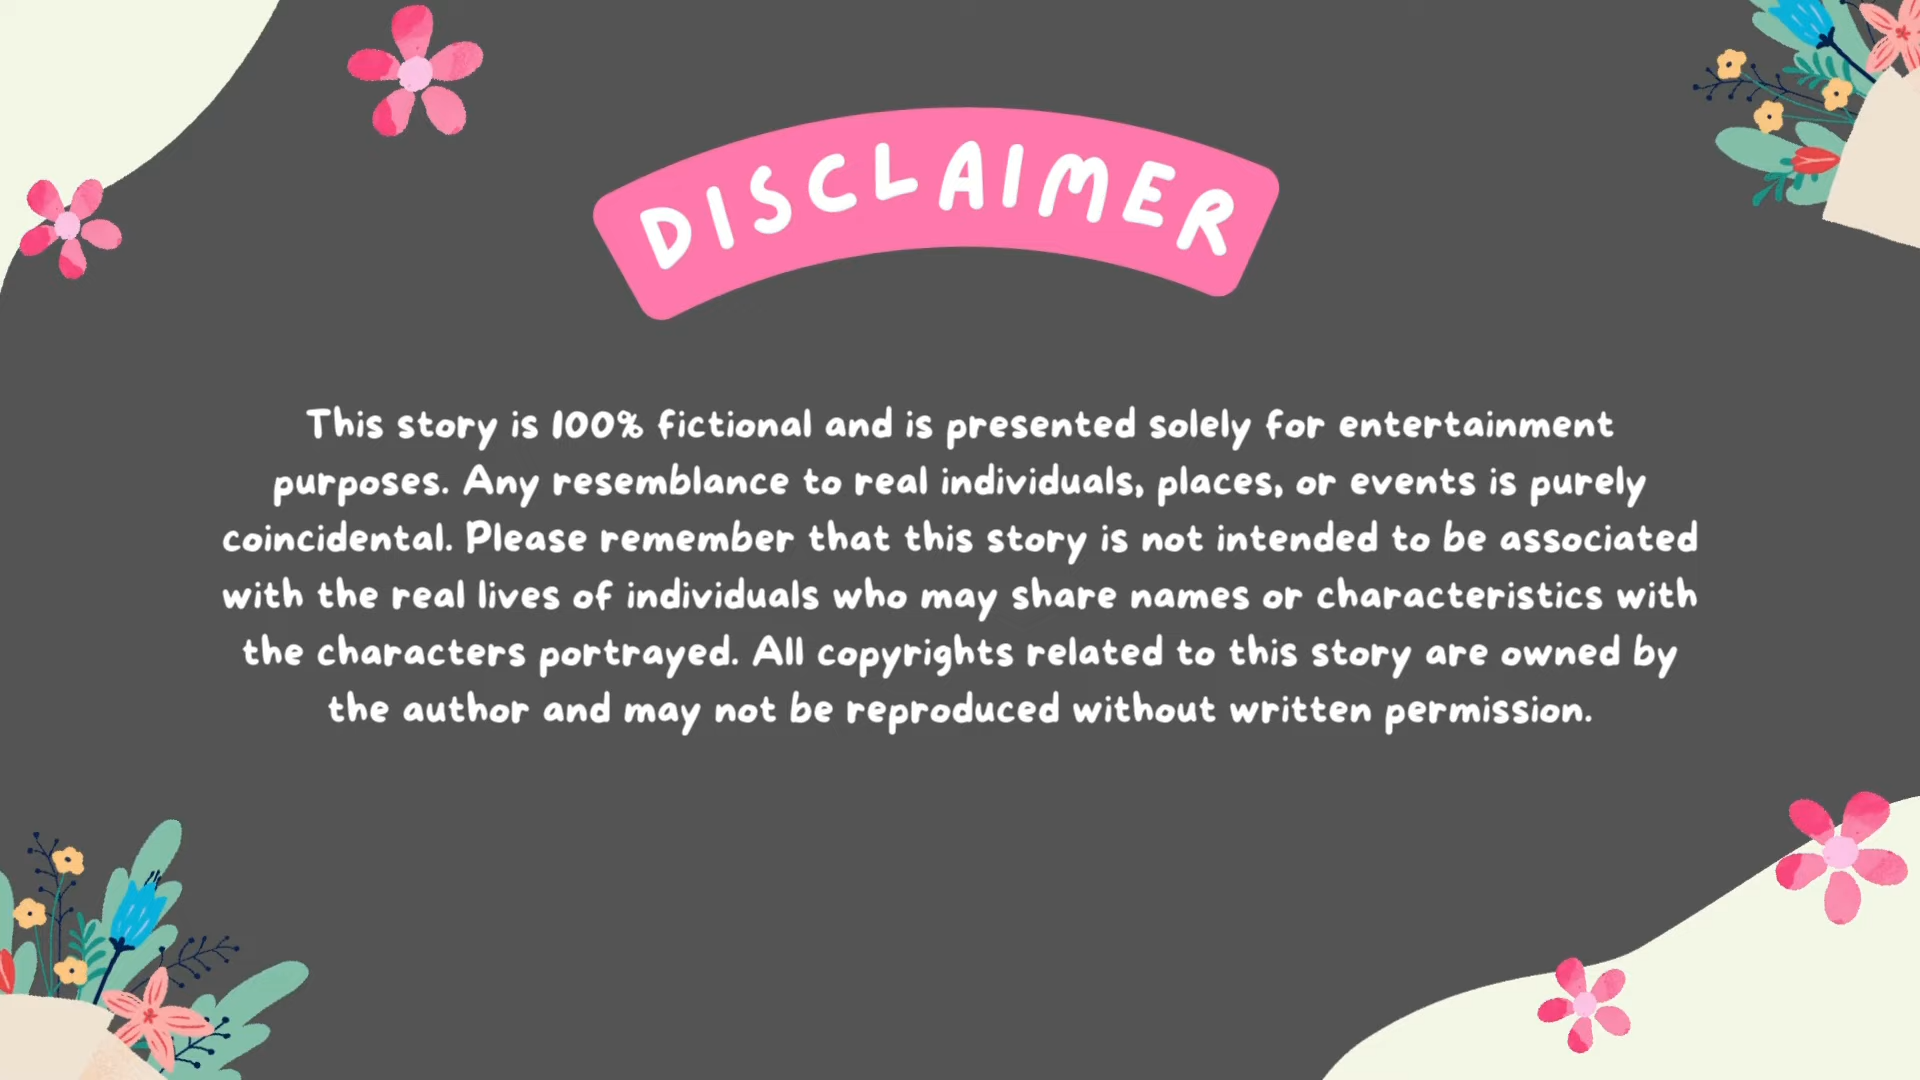 DISCLAIMER
This story is 100% fictional and is presented solely for entertainment
purposes. Any resemblance to real individuals, places, or events is purely
coincidental. Please remember that this story is not intended to be associated
with the real lives of individuals who may share names or characteristics with
the characters portrayed. All copyrights related to this story are owned by
the author and may not be reproduced without written permission.